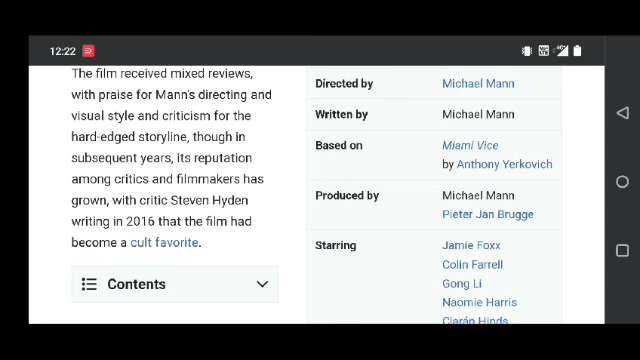 12:22
The film received mixed reviews,
with praise for Mann's directing and
visual style and criticism for the
hard-edged storyline, though in
subsequent years, its reputation
among critics and filmmakers has
grown, with critic Steven Hyden
writing in 2016 that the film had
become a cult favorite.
Contents
Directed by Michael Mann
Written by Michael Mann
Based on Miami Vice
by Anthony Yerkovich
Produced by Michael Mann
Pieter Jan Brugge
Starring Jamie Foxx
Colin Farrell
Gong Li
Naomie Harris
Ciarán Hinds